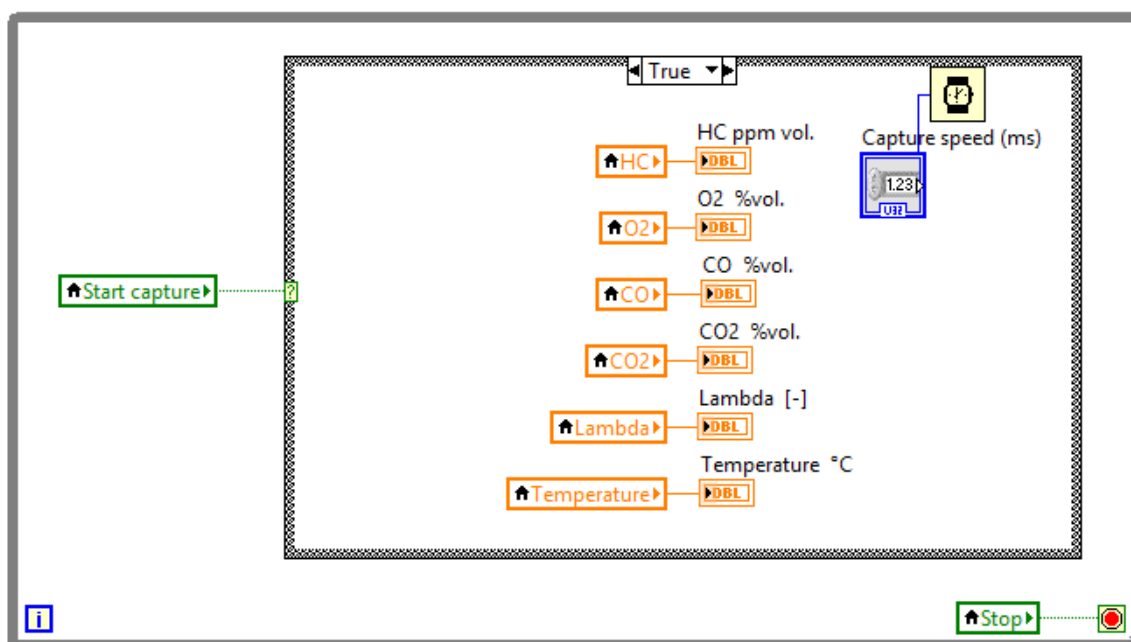 True
HC ppm vol.
Capture speed (ms)
HC
DBL
1.23
U32
O2 %vol.
O2
DBL
CO %vol.
Start capture
?
CO
DBL
CO2 %vol.
CO2
DBL
Lambda [-]
Lambda
DBL
Temperature °C
Temperature
DBL
i
Stop